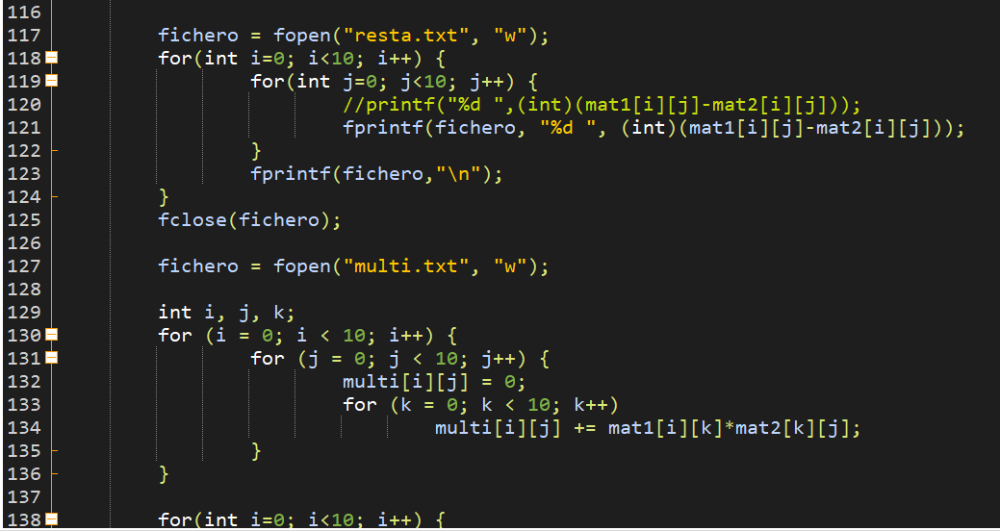 116
117 fichero = fopen("resta.txt", "w");
118 for(int i=0; i<10; i++) {
119 for(int j=0; j<10; j++) {
120 //printf("%d ",(int)(mat1[i][j]-mat2[i][j]));
121 fprintf(fichero, "%d ", (int)(mat1[i][j]-mat2[i][j]));
122 }
123 fprintf(fichero,"\n");
124 }
125 fclose(fichero);
126
127 fichero = fopen("multi.txt", "w");
128
129 int i, j, k;
130 for (i = 0; i < 10; i++) {
131 for (j = 0; j < 10; j++) {
132 multi[i][j] = 0;
133 for (k = 0; k < 10; k++)
134 multi[i][j] += mat1[i][k]*mat2[k][j];
135 }
136 }
137
138 for(int i=0; i<10; i++) {